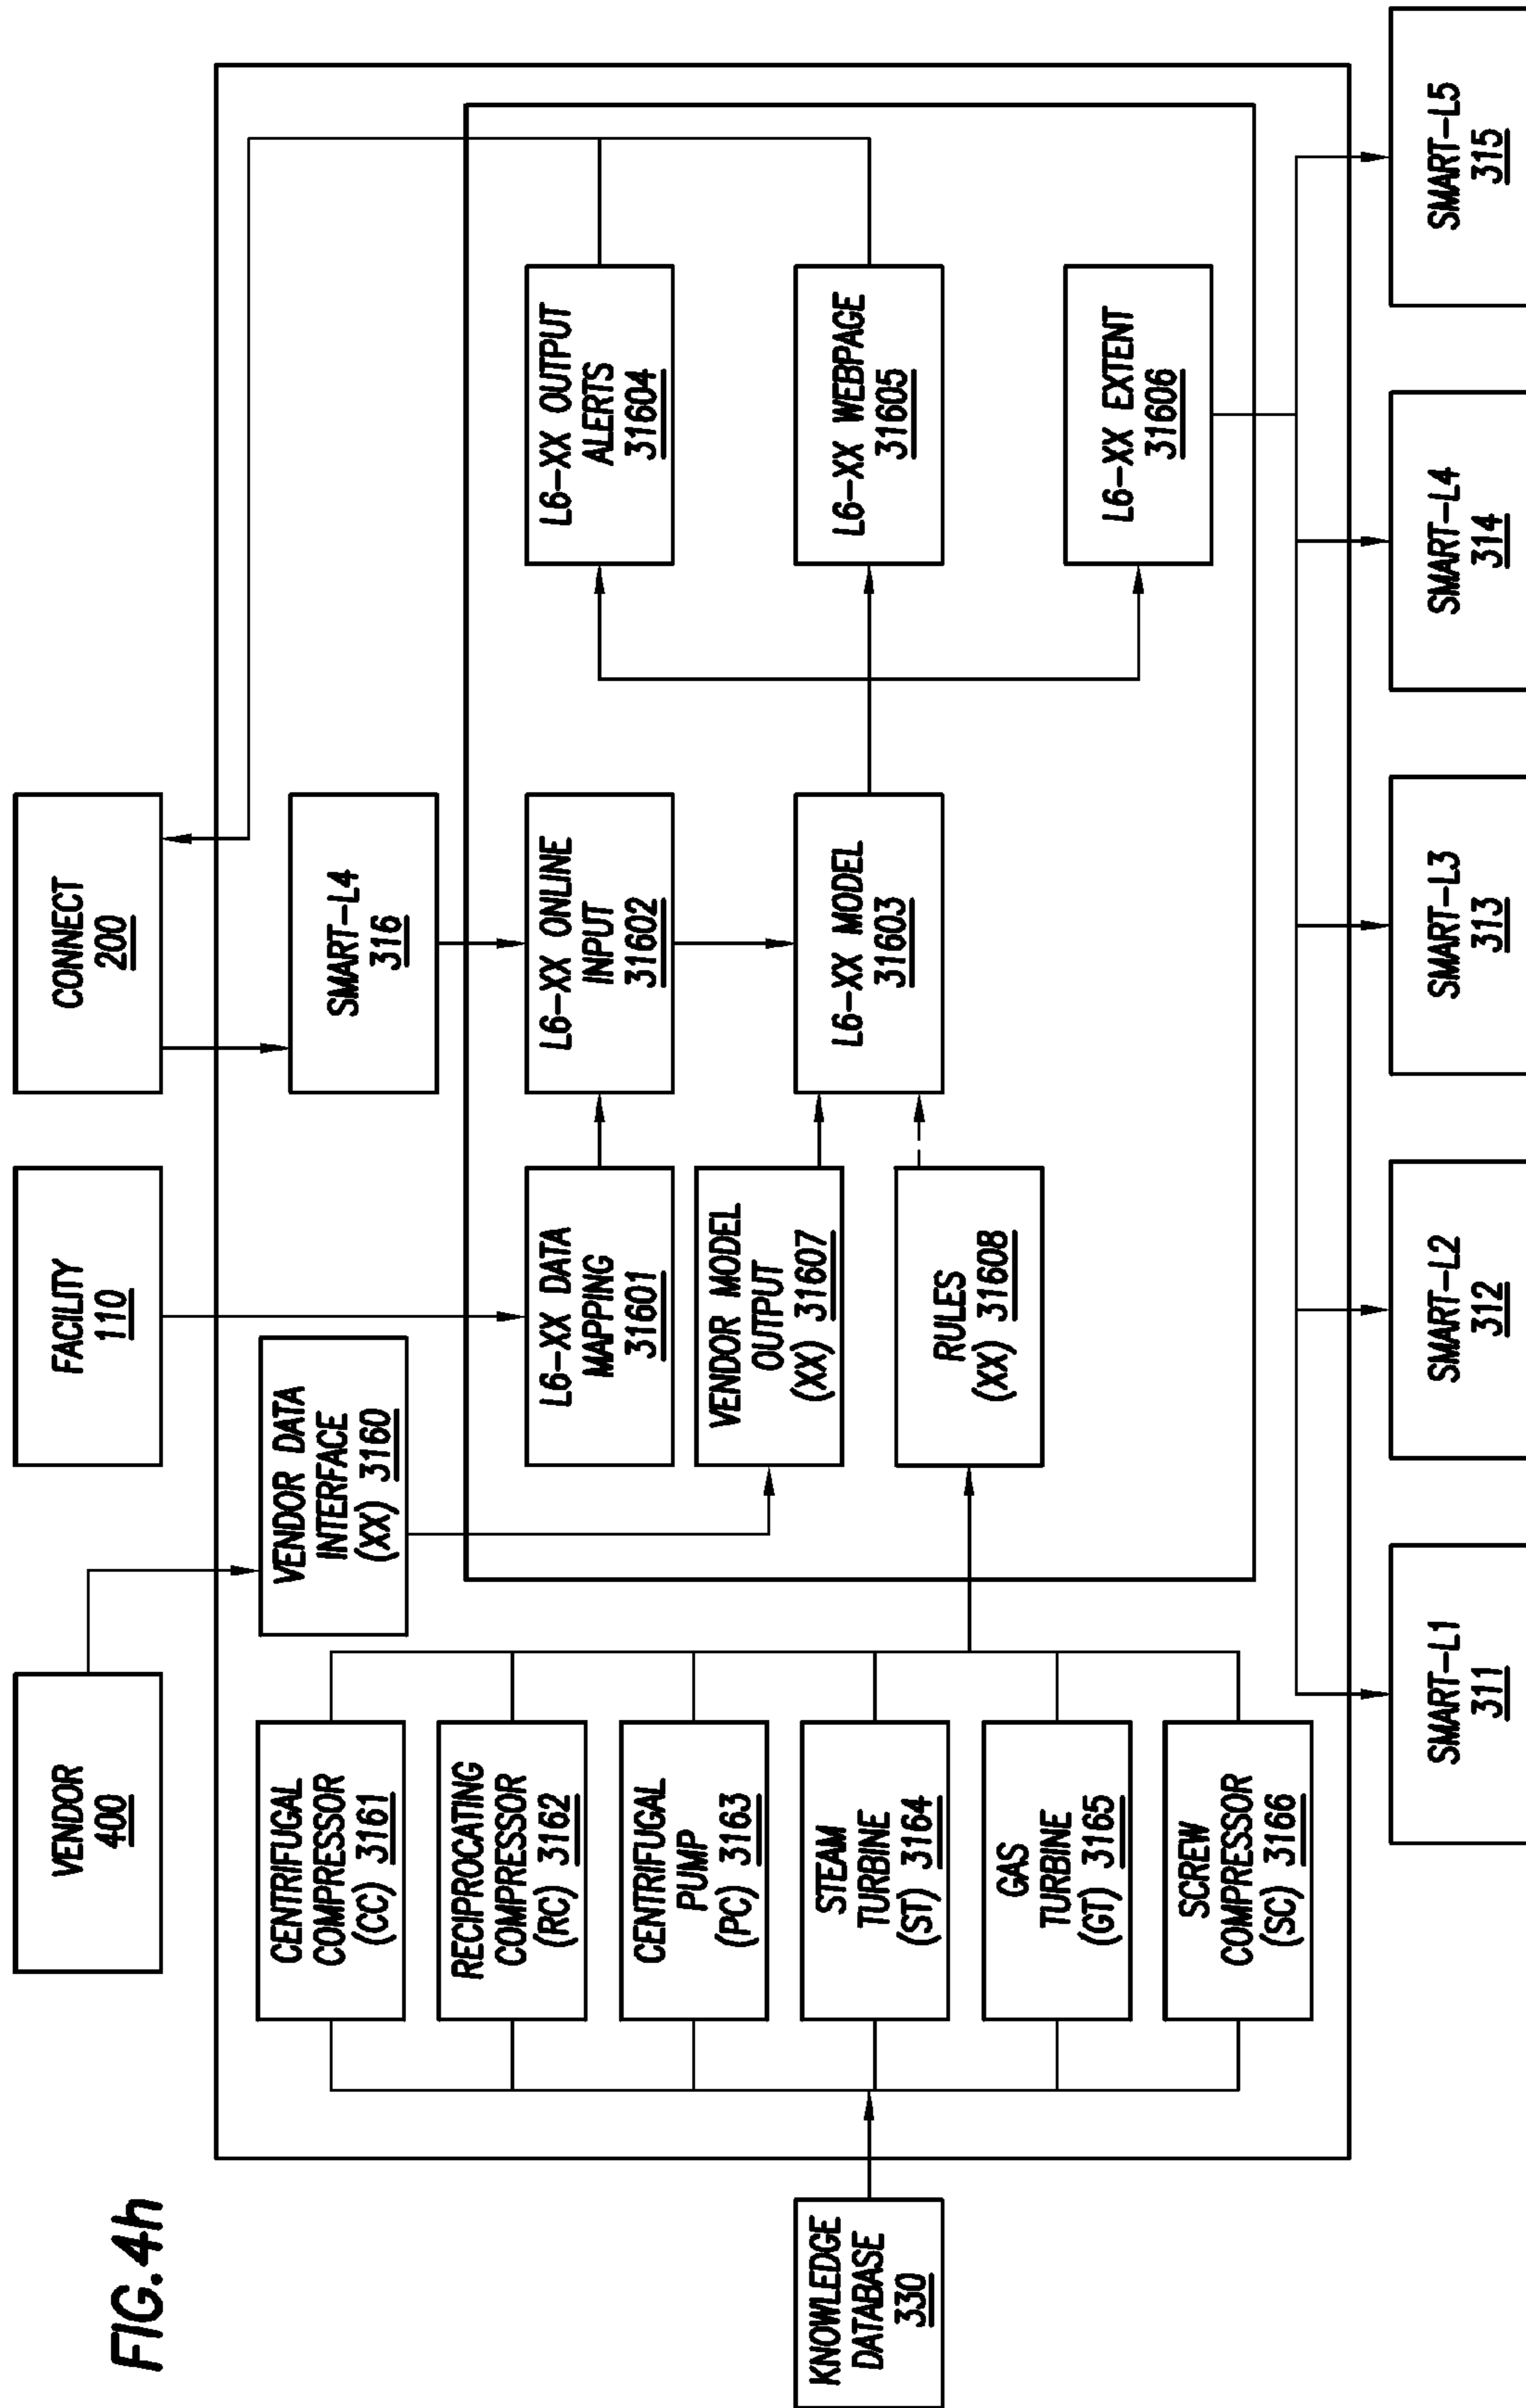 FIG.4h
VENDOR
400
FACILITY
110
CONNECT
200
VENDOR DATA
INTERFACE
(XX) 3160
SMART-L4
316
KNOWLEDGE
DATABASE
330
CENTRIFUGAL
COMPRESSOR
(CC) 3161
RECIPROCATING
COMPRESSOR
(RC) 3162
CENTRIFUGAL
PUMP
(PC) 3163
STEAM
TURBINE
(ST) 3164
GAS
TURBINE
(GT) 3165
SCREW
COMPRESSOR
(SC) 3166
L6-XX DATA
MAPPING
31601
VENDOR MODEL
OUTPUT
(XX) 31607
RULES
(XX) 31608
L6-XX ONLINE
INPUT
31602
L6-XX MODEL
31603
L6-XX OUTPUT
ALERTS
31604
L6-XX WEBPAGE
31605
L6-XX EXTENT
31606
SMART-L1
311
SMART-L2
312
SMART-L3
313
SMART-L4
314
SMART-L5
315